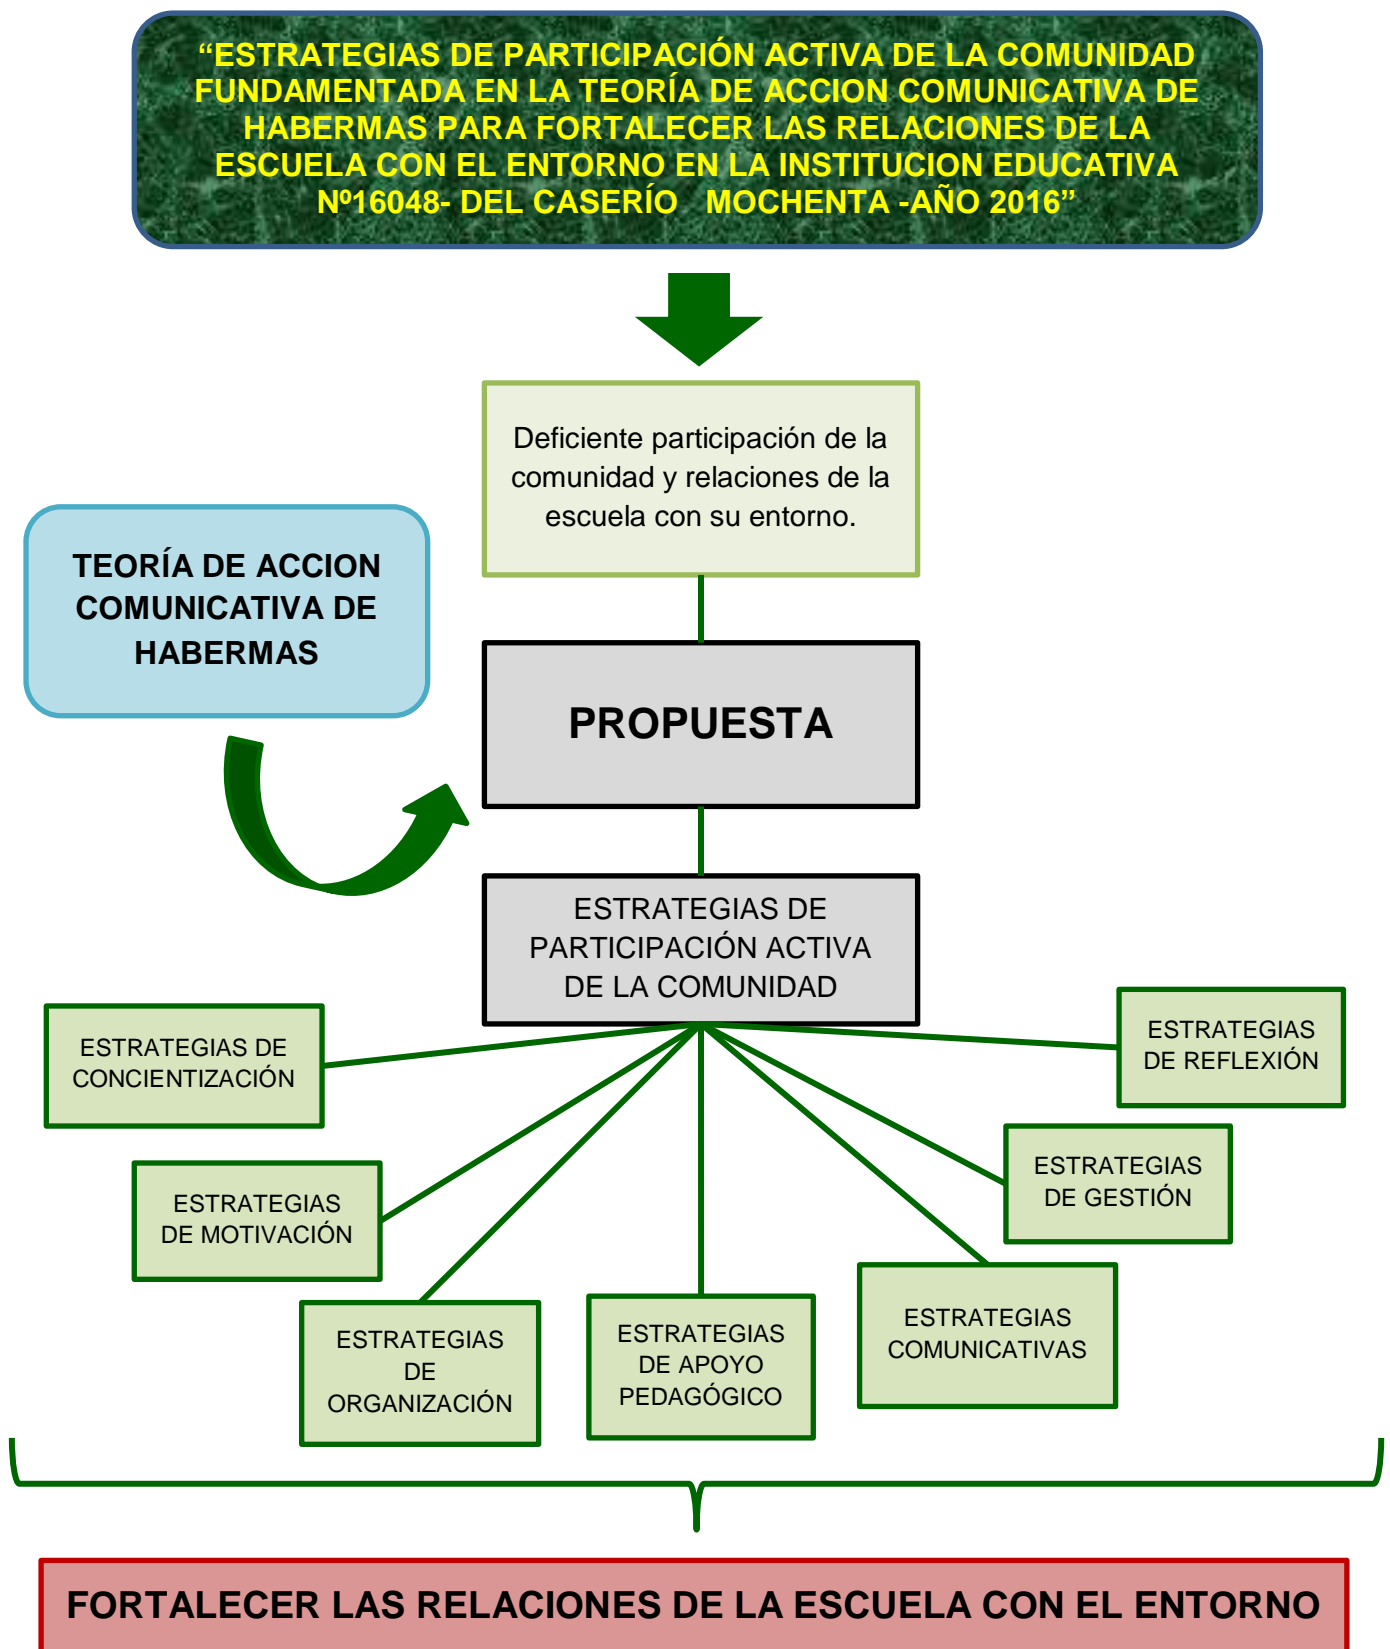 “ESTRATEGIAS DE PARTICIPACIÓN ACTIVA DE LA COMUNIDAD
FUNDAMENTADA EN LA TEORÍA DE ACCION COMUNICATIVA DE
HABERMAS PARA FORTALECER LAS RELACIONES DE LA
ESCUELA CON EL ENTORNO EN LA INSTITUCION EDUCATIVA
Nº16048- DEL CASERÍO MOCHENTA -AÑO 2016”
Deficiente participación de la
comunidad y relaciones de la
escuela con su entorno.
TEORÍA DE ACCION
COMUNICATIVA DE
HABERMAS
PROPUESTA
ESTRATEGIAS DE
PARTICIPACIÓN ACTIVA
DE LA COMUNIDAD
ESTRATEGIAS DE
CONCIENTIZACIÓN
ESTRATEGIAS
DE MOTIVACIÓN
ESTRATEGIAS
DE
ORGANIZACIÓN
ESTRATEGIAS
DE APOYO
PEDAGÓGICO
ESTRATEGIAS
COMUNICATIVAS
ESTRATEGIAS
DE GESTIÓN
ESTRATEGIAS
DE REFLEXIÓN
FORTALECER LAS RELACIONES DE LA ESCUELA CON EL ENTORNO